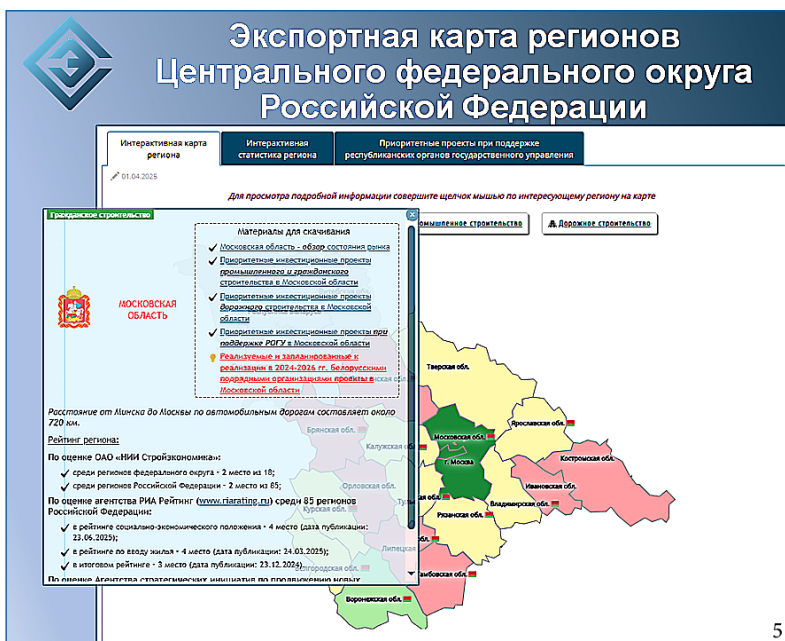 Экспортная карта регионов
Центрального федерального округа
Российской Федерации
Интерактивная карта
региона
Интерактивная
статистика региона
Приоритетные проекты при поддержке
республиканских органов государственного управления
01.04.2025
Для просмотра подробной информации совершите щелчок мышью по интересующему региону на карте
Гражданское строительство
омышленное строительство
Дорожное строительство
Материалы для скачивания
Московская область - обзор состояния рынка
Приоритетные инвестиционные проекты
промышленного и гражданского
строительства в Московской области
Приоритетные инвестиционные проекты
дорожного строительства в Московской
области
Приоритетные инвестиционные проекты при
поддержке РОГУ в Московской области
Реализуемые и запланированные к
реализации в 2024-2026 гг. белорусскими
подрядными организациями проекты в
Московской области
МОСКОВСКАЯ
ОБЛАСТЬ
Расстояние от Минска до Москвы по автомобильным дорогам составляет около
720 км.
Рейтинг региона:
По оценке ОАО «НИИ Стройэкономика»:
среди регионов федерального округа - 2 место из 18;
среди регионов Российской Федерации - 2 место из 85;
По оценке агентства РИА Рейтинг (www.riarating.ru) среди 85 регионов
Российской Федерации:
в рейтинге социально-экономического положения - 4 место (дата публикации:
23.06.2025);
в рейтинге по вводу жилья - 4 место (дата публикации: 24.03.2025);
в итоговом рейтинге - 3 место (дата публикации: 23.12.2024)
По оценке Агентства стратегических инициатив по продвижению новых
Тверская обл.
Ярославская обл.
Костромская обл.
Московская обл.
г. Москва
Ивановская обл.
Владимирская обл.
Рязанская обл.
Брянская обл.
Калужская обл.
Орловская обл.
Курская обл.
Липецкая
Белгородская обл.
Тамбовская обл.
Воронежская обл.
5